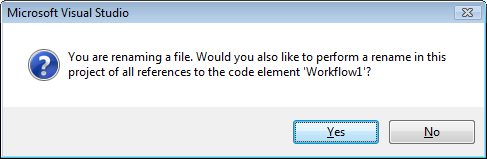 Microsoft Visual Studio
You are renaming a file. Would you also like to perform a rename in this
project of all references to the code element 'Workflow1'?
Yes
No